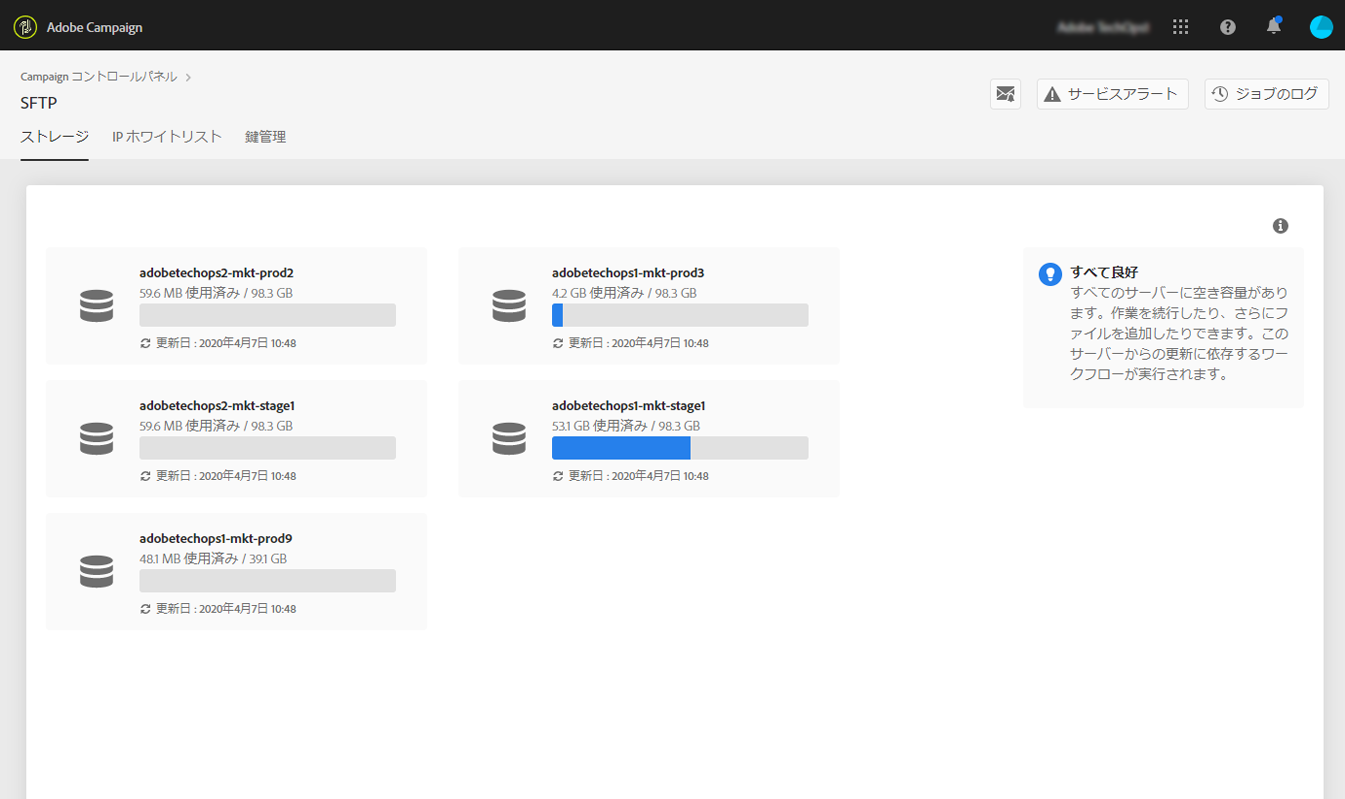 Adobe Campaign
Campaign コントロールパネル
SFTP
サービスアラート
ジョブのログ
ストレージ IP ホワイトリスト 鍵管理
adobetechops2-mkt-prod2
59.6 MB 使用済み / 98.3 GB
更新日 : 2020年4月7日 10:48
adobetechops1-mkt-prod3
4.2 GB 使用済み / 98.3 GB
更新日 : 2020年4月7日 10:48
adobetechops2-mkt-stage1
59.6 MB 使用済み / 98.3 GB
更新日 : 2020年4月7日 10:48
adobetechops1-mkt-stage1
53.1 GB 使用済み / 98.3 GB
更新日 : 2020年4月7日 10:48
adobetechops1-mkt-prod9
48.1 MB 使用済み / 39.1 GB
更新日 : 2020年4月7日 10:48
すべて良好
すべてのサーバーに空き容量があり
ます。作業を続行したり、さらにフ
ァイルを追加したりできます。この
サーバーからの更新に依存するワー
クフローが実行されます。